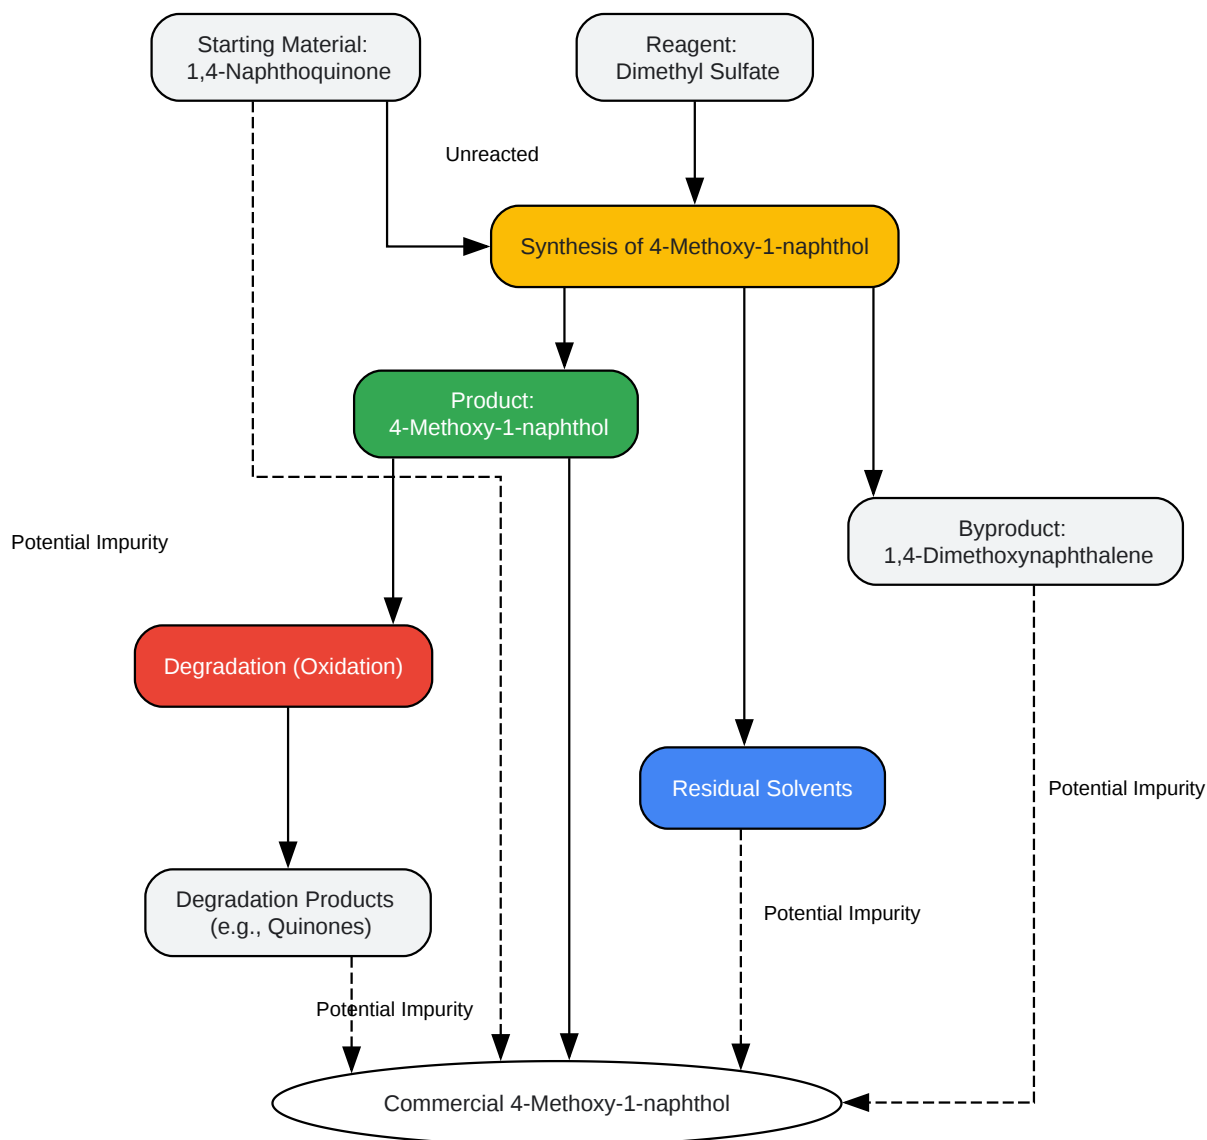 Starting Material:
1,4-Naphthoquinone
Reagent:
Dimethyl Sulfate
Unreacted
Synthesis of 4-Methoxy-1-naphthol
Product:
4-Methoxy-1-naphthol
Byproduct:
1,4-Dimethoxynaphthalene
Potential Impurity
Degradation (Oxidation)
Residual Solvents
Potential Impurity
Degradation Products
(e.g., Quinones)
Potential Impurity
Potential Impurity
Commercial 4-Methoxy-1-naphthol